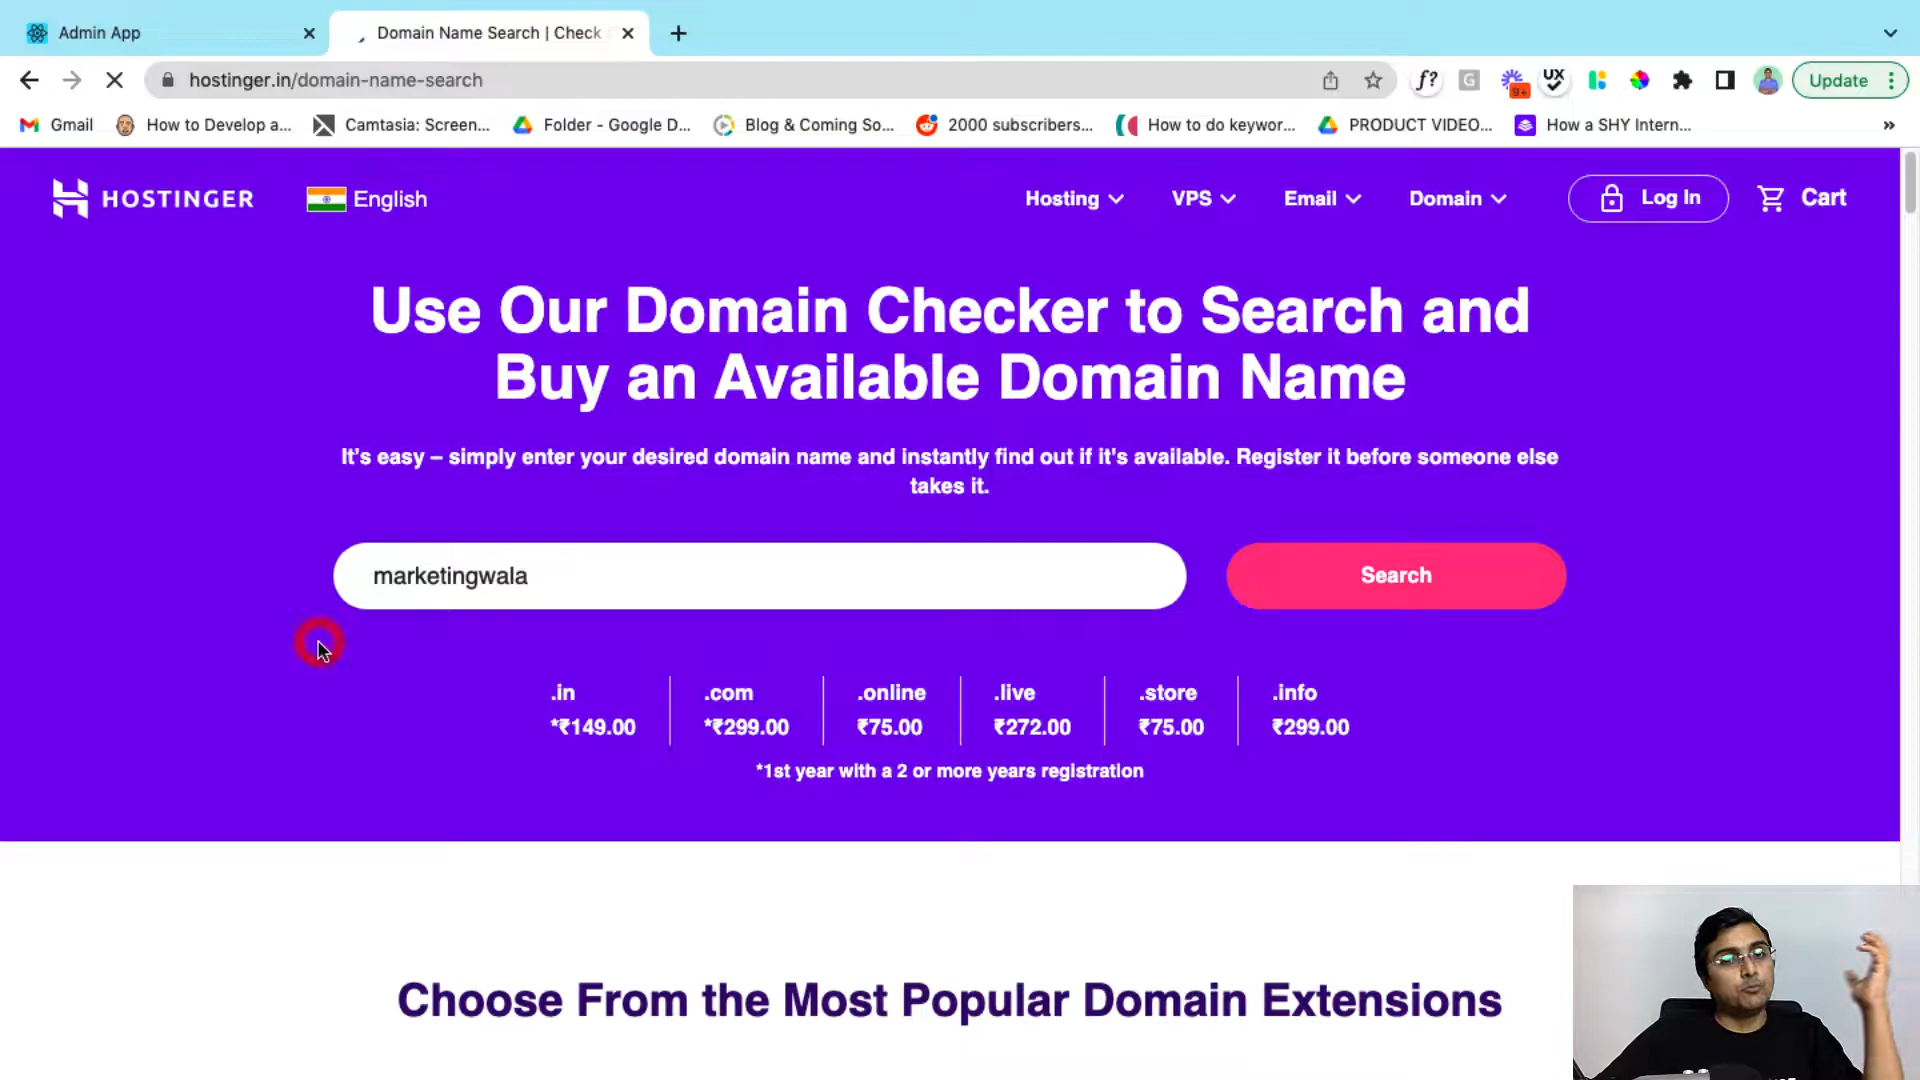 Admin App
Domain Name Search | Check
hostinger.in/domain-name-search
Update
Gmail
How to Develop a...
Camtasia: Screen...
Folder - Google D...
Blog & Coming So...
2000 subscribers...
How to do keywor...
PRODUCT VIDEO...
How a SHY Intern...
HOSTINGER
English
Hosting
VPS
Email
Domain
Log In
Cart
Use Our Domain Checker to Search and
Buy an Available Domain Name
It's easy – simply enter your desired domain name and instantly find out if it's available. Register it before someone else
takes it.
marketingwala
Search
.in
*₹149.00
.com
*₹299.00
.online
₹75.00
.live
₹272.00
.store
₹75.00
.info
₹299.00
*1st year with a 2 or more years registration
Choose From the Most Popular Domain Extensions